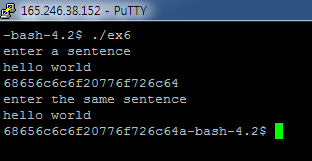 165.246.38.152 - PuTTY
-bash-4.2$ ./ex6
enter a sentence
hello world
68656c6c6f20776f726c64
enter the same sentence
hello world
68656c6c6f20776f726c64a-bash-4.2$